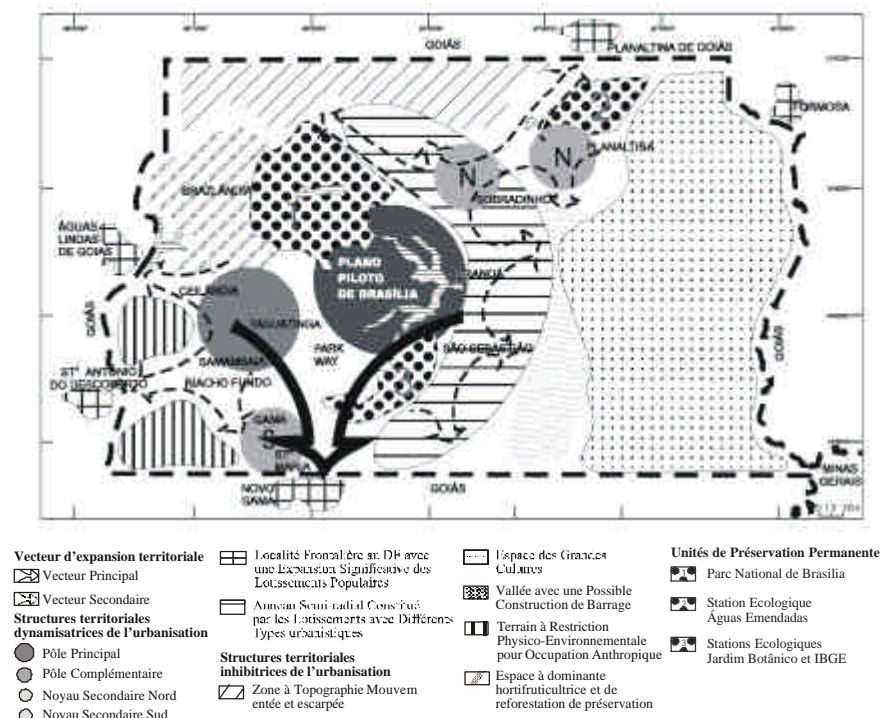 GOIÁS
PLANALTINA DE GOIÁS
FORMOSA
PLANALTINA
N
N
SOBRADINHO
BRAZLÂNDIA
ÁGUAS
LINDAS
DE GOIÁS
PLANO
PILOTO
DE BRASÍLIA
CEILÂNDIA
TAGUATINGA
GOIÁS
GOIÁS
PARK
WAY
SÃO SEBASTIÃO
SAMAMBAIA
RIACHO FUNDO
STº ANTONIO
DO DESCOBERTO
GAMA
S
MARIA
NOVO
GAMA
GOIÁS
MINAS
GERAIS
Vecteur d'expansion territoriale
Vecteur Principal
Vecteur Secondaire
Structures territoriales
dynamisatrices de l'urbanisation
Pôle Principal
Pôle Complémentaire
Noyau Secondaire Nord
Noyau Secondaire Sud
Localité Frontalière au DF avec
une Expansion Significative des
Lotissements Populaires
Anneau Semi-radial Constitué
par les Lotissements avec Différents
Types urbanistiques
Structures territoriales
inhibitrices de l'urbanisation
Zone à Topographie Mouvem
entée et escarpée
Espace des Grandes
Cultures
Vallée avec une Possible
Construction de Barrage
Terrain à Restriction
Physico-Environnementale
pour Occupation Anthropique
Espace à dominante
hortifruticultrice et de
reforestation de préservation
Unités de Préservation Permanente
1 Parc National de Brasilia
2 Station Ecologique
Águas Emendadas
3 Stations Ecologiques
Jardim Botânico et IBGE